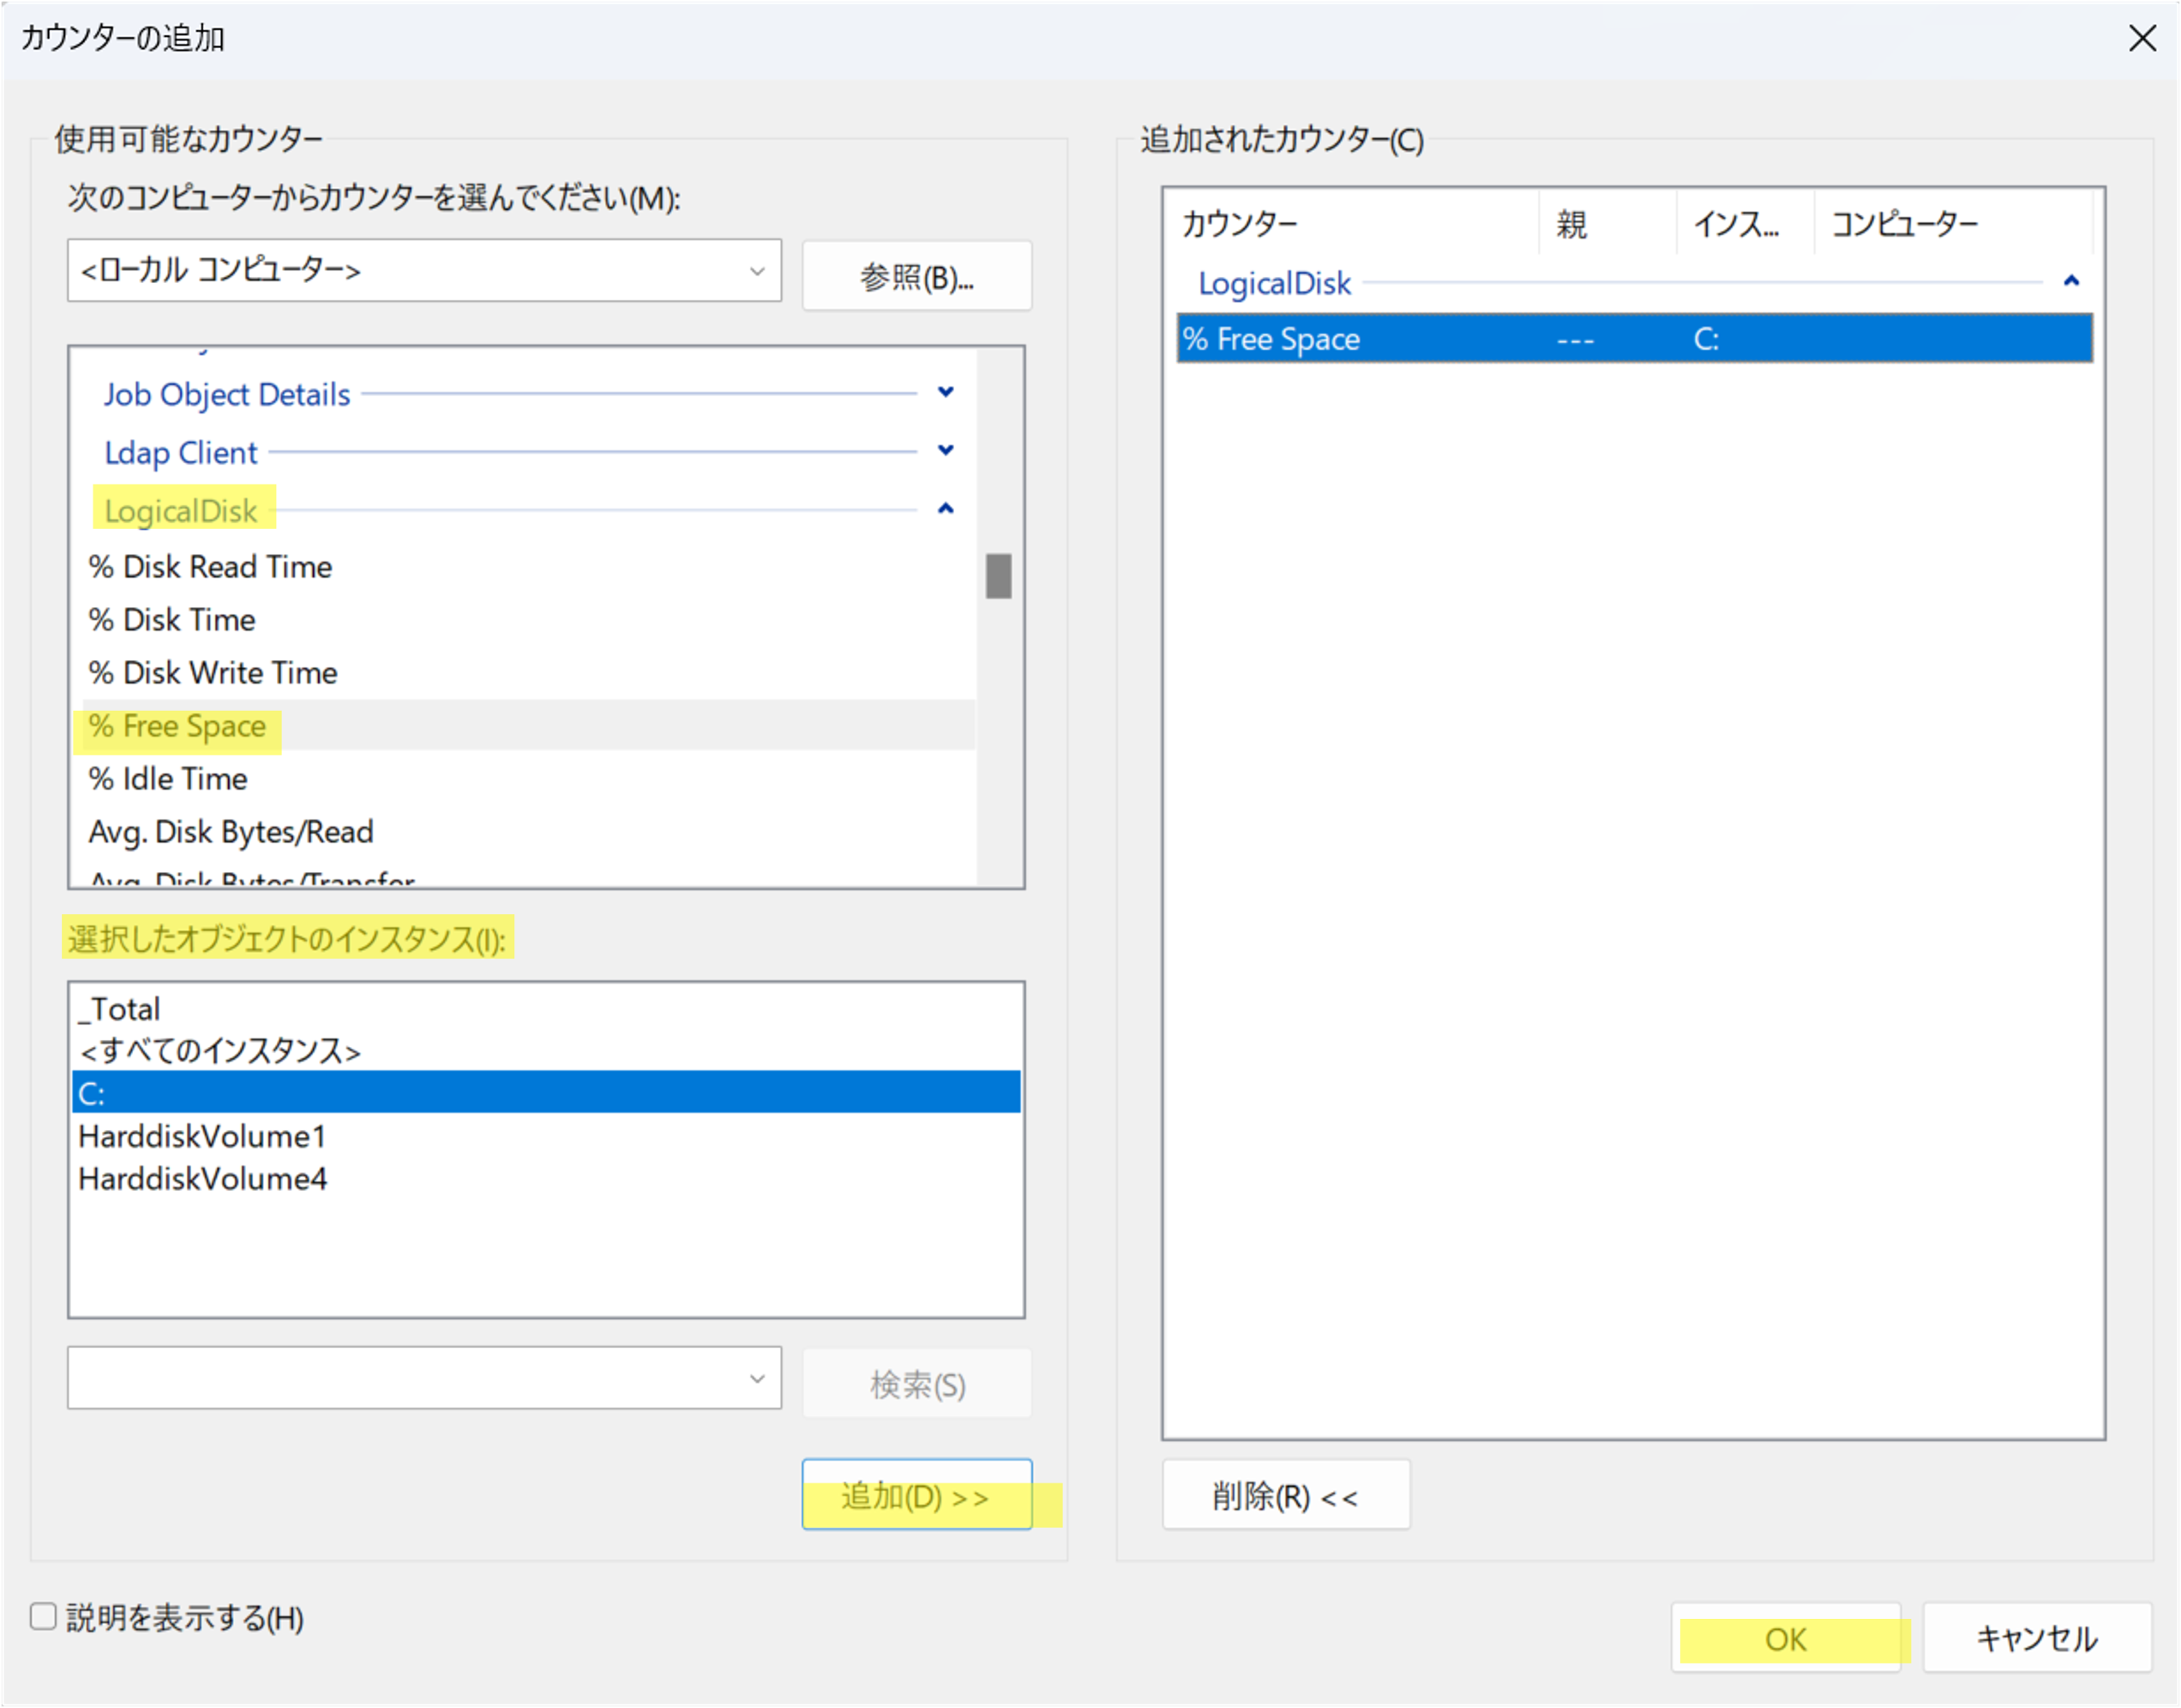 カウンターの追加
使用可能なカウンター
次のコンピューターからカウンターを選んでください(M):
<ローカル コンピューター>
参照(B)...
Job Object Details
Ldap Client
LogicalDisk
% Disk Read Time
% Disk Time
% Disk Write Time
% Free Space
% Idle Time
Avg. Disk Bytes/Read
Avg. Disk Bytes/Transfer
選択したオブジェクトのインスタンス(I):
_Total
<すべてのインスタンス>
C:
HarddiskVolume1
HarddiskVolume4
検索(S)
追加(D) >>
追加されたカウンター(C)
カウンター 親 インス... コンピューター
LogicalDisk
% Free Space --- C:
削除(R) <<
説明を表示する(H)
OK キャンセル